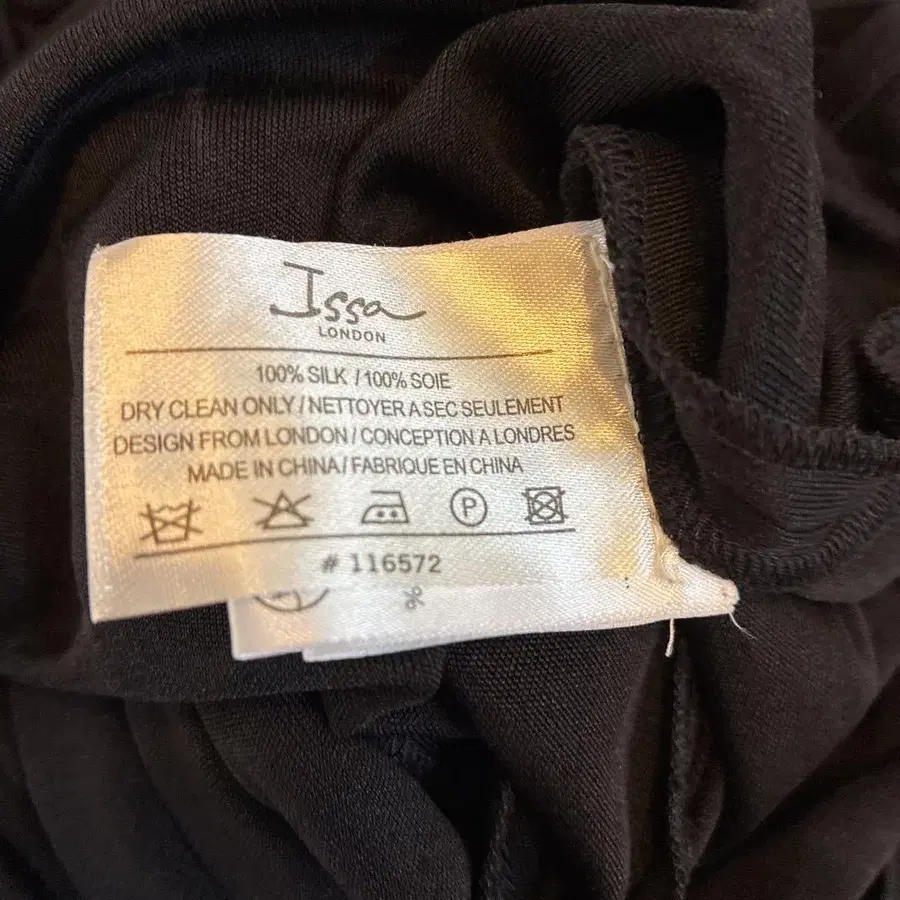 Issa
LONDON
100% SILK / 100% SOIE
DRY CLEAN ONLY / NETTOYER A SEC SEULEMENT
DESIGN FROM LONDON / CONCEPTION A LONDRES
MADE IN CHINA / FABRIQUE EN CHINA
P
# 116572
%